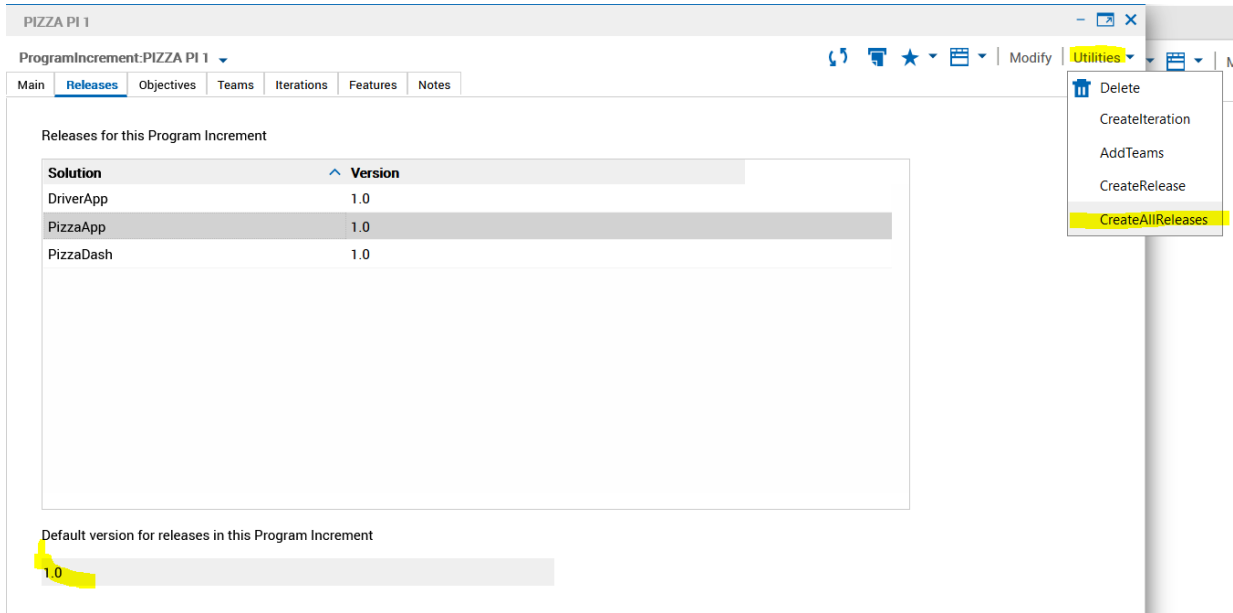 PIZZA PI 1
ProgramIncrement:PIZZA PI 1
Modify
Utilities
M
Main Releases Objectives Teams Iterations Features Notes
Delete
CreateIteration
AddTeams
CreateRelease
CreateAllReleases
Releases for this Program Increment
Solution Version
DriverApp 1.0
PizzaApp 1.0
PizzaDash 1.0
Default version for releases in this Program Increment
1.0